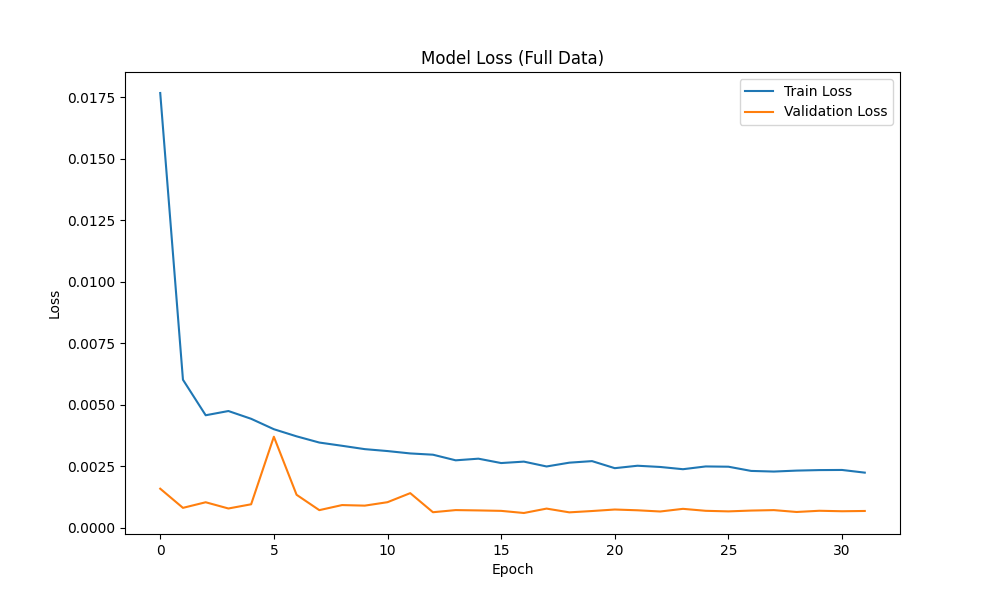 Model Loss (Full Data)
Train Loss
Validation Loss
0.0175
0.0150
0.0125
0.0100
0.0075
0.0050
0.0025
0.0000
Loss
0 5 10 15 20 25 30
Epoch